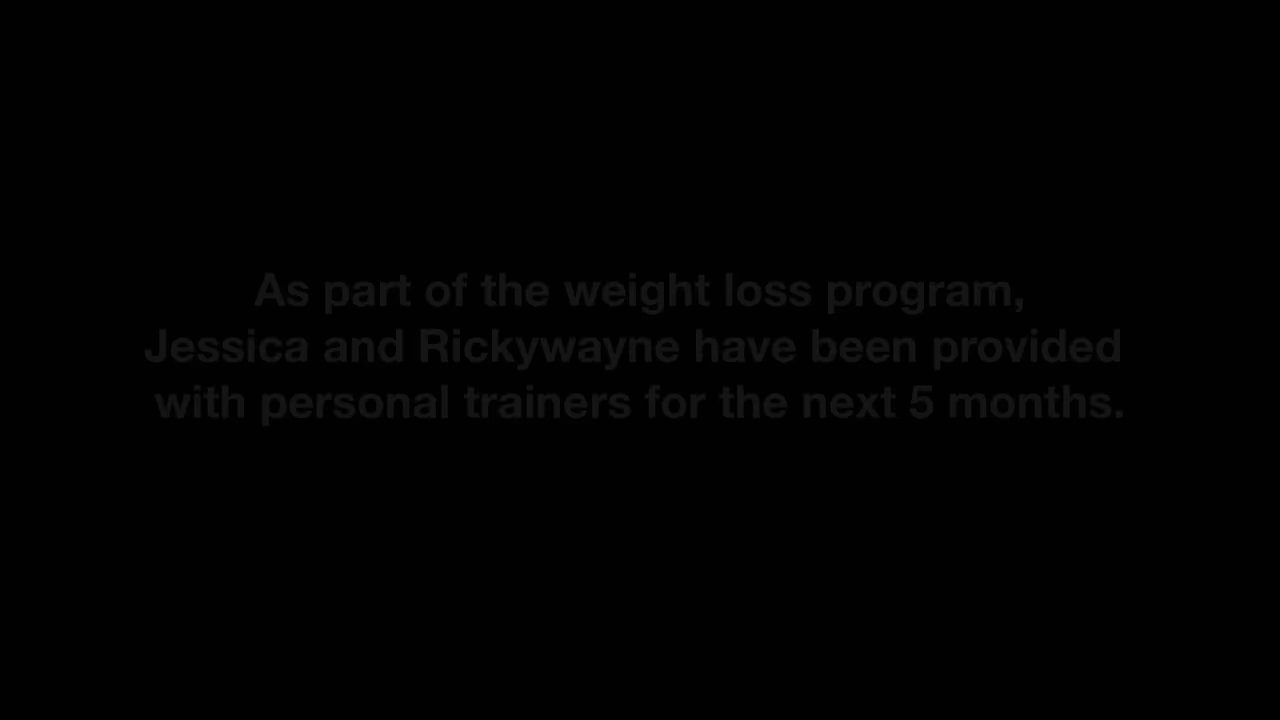 As part of the weight loss program,
Jessica and Rickywayne have been provided
with personal trainers for the next 5 months.